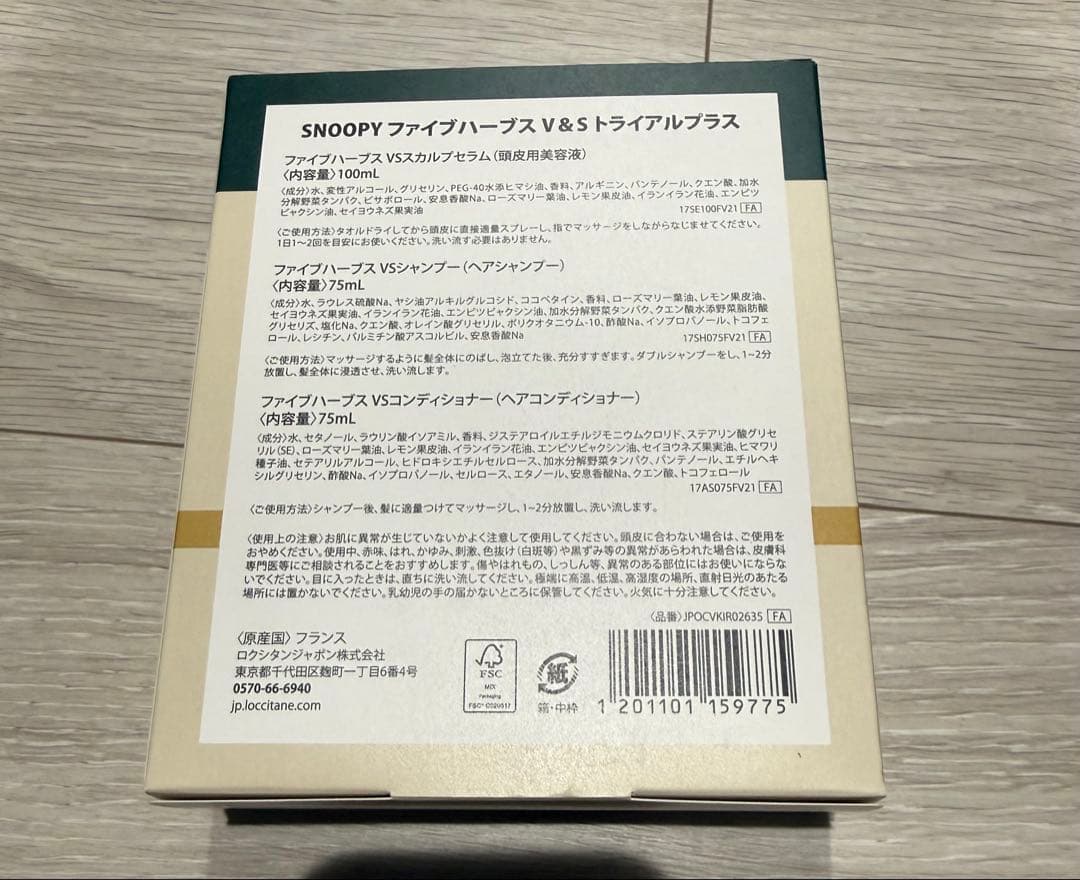 SNOOPY ファイブハーブス V&S トライアルプラス
ファイブハーブス VSスカルプセラム（頭皮用美容液）
〈内容量〉100mL
〈成分〉水、変性アルコール、グリセリン、PEG-40水添ヒマシ油、香料、アルギニン、パンテノール、クエン酸、加水
分解野菜タンパク、ビサボロール、安息香酸Na、ローズマリー葉油、レモン果皮油、イランイラン花油、エンピツ
ビャクシン油、セイヨウネズ果実油
17SE100FV21 FA
〈ご使用方法〉タオルドライしてから頭皮に直接適量スプレーし、指でマッサージをしながらなじませてください。
1日1〜2回を目安にお使いください。洗い流す必要はありません。
ファイブハーブス VSシャンプー（ヘアシャンプー）
〈内容量〉75mL
〈成分〉水、ラウレス硫酸Na、ヤシ油アルキルグルコシド、ココベタイン、香料、ローズマリー葉油、レモン果皮油、
セイヨウネズ果実油、イランイラン花油、エンピツビャクシン油、加水分解野菜タンパク、クエン酸水添野菜脂肪酸
グリセリズ、塩化Na、クエン酸、オレイン酸グリセリル、ポリクオタニウム-10、酢酸Na、イソプロパノール、トコフェ
ロール、レシチン、パルミチン酸アスコルビル、安息香酸Na
17SH075FV21 FA
〈ご使用方法〉マッサージするように髪全体にのばし、泡立てた後、充分すすぎます。ダブルシャンプーをし、1~2分
放置し、髪全体に浸透させ、洗い流します。
ファイブハーブス VSコンディショナー（ヘアコンディショナー）
〈内容量〉75mL
〈成分〉水、セタノール、ラウリン酸イソアミル、香料、ジステアロイルエチルジモニウムクロリド、ステアリン酸グリセ
リル(SE)、ローズマリー葉油、レモン果皮油、イランイラン花油、エンピツビャクシン油、セイヨウネズ果実油、ヒマワリ
種子油、セテアリルアルコール、ヒドロキシエチルセルロース、加水分解野菜タンパク、パンテノール、エチルヘキ
シルグリセリン、酢酸Na、イソプロパノール、セルロース、エタノール、安息香酸Na、クエン酸、トコフェロール
17AS075FV21 FA
〈ご使用方法〉シャンプー後、髪に適量つけてマッサージし、1~2分放置し、洗い流します。
〈使用上の注意〉お肌に異常が生じていないかよく注意して使用してください。頭皮に合わない場合は、ご使用を
おやめください。使用中、赤味、はれ、かゆみ、刺激、色抜け(白斑等)や黒ずみ等の異常があらわれた場合は、皮膚科
専門医等にご相談されることをおすすめします。傷やはれもの、しっしん等、異常のある部位にはお使いにならな
いでください。目に入ったときは、直ちに洗い流してください。極端に高温、低温、高湿度の場所、直射日光のあたる
場所には置かないでください。乳幼児の手の届かないところに保管してください。火気に十分注意してください。
〈品番〉JPOCVKIR02635 FA
〈原産国〉フランス
ロクシタンジャポン株式会社
東京都千代田区麹町一丁目6番4号
0570-66-6940
jp.loccitane.com
FSC
MIX
Packaging
FSC® C020517
紙
箱・中枠
1 201101 159775